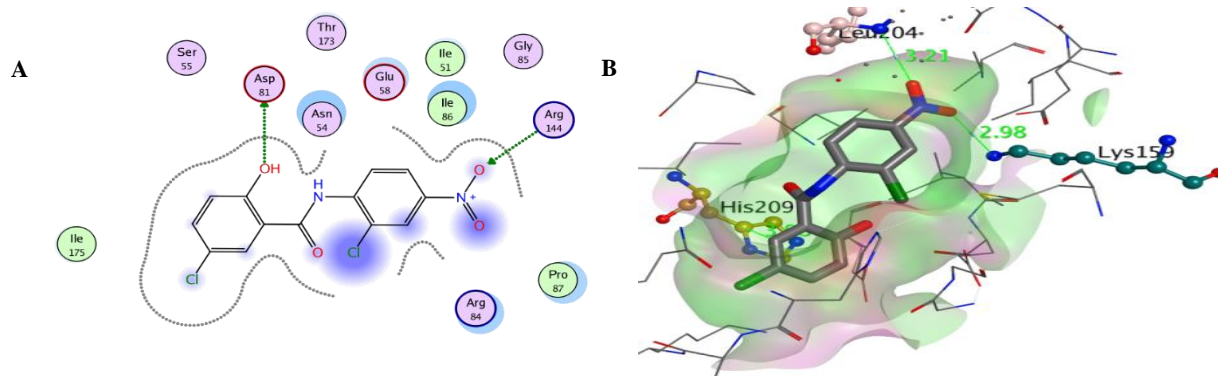 A
Ser
55
Thr
173
Asp
81
Glu
58
Ile
51
Gly
85
Asn
54
Ile
86
Arg
144
OH
H
N
O
N
+
O
O
Cl
Cl
Ile
175
Pro
87
Arg
84
B
Leu204
3.21
2.98
Lys159
His209